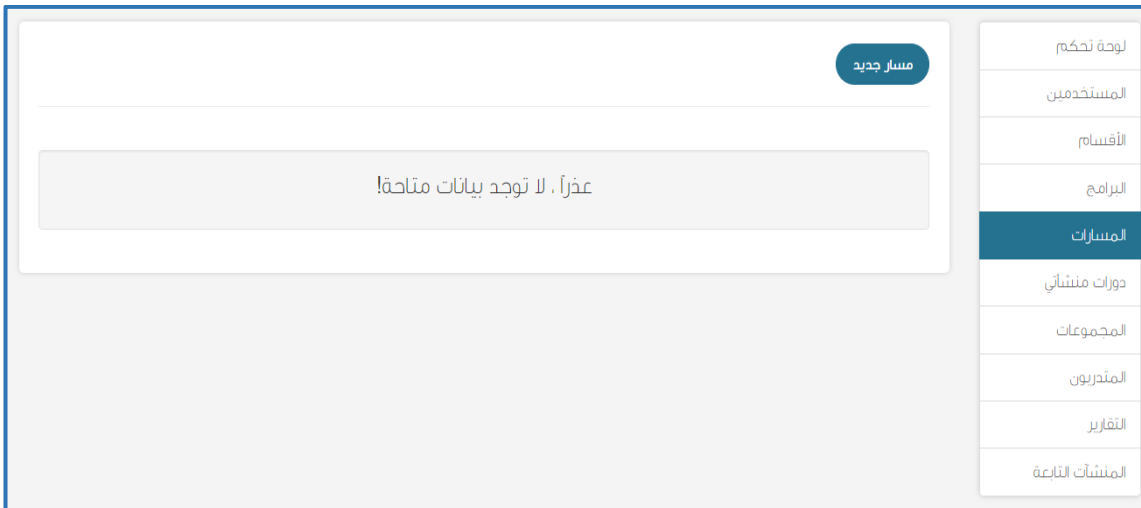 لوحة تحكم
المستخدمين
الأقسام
البرامج
المسارات
دورات منشأتي
المجموعات
المتدربون
التقارير
المنشآت التابعة
مسار جديد
عذراً ، لا توجد بيانات متاحة!